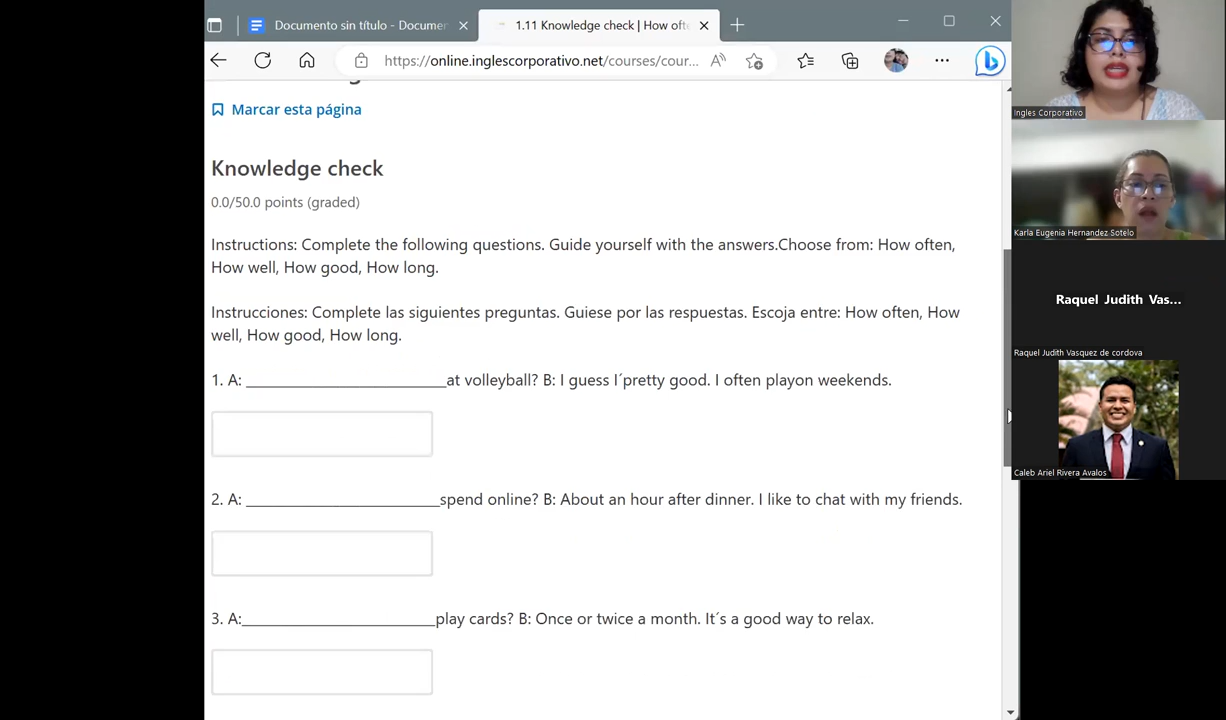 Documento sin título - Documen
1.11 Knowledge check | How ofte
https://online.inglescorporativo.net/courses/cour...
Marcar esta página
Knowledge check
0.0/50.0 points (graded)
Instructions: Complete the following questions. Guide yourself with the answers.Choose from: How often,
How well, How good, How long.
Instrucciones: Complete las siguientes preguntas. Guiese por las respuestas. Escoja entre: How often, How
well, How good, How long.
1. A: _________________________at volleyball? B: I guess I´pretty good. I often playon weekends.
2. A: ________________________spend online? B: About an hour after dinner. I like to chat with my friends.
3. A:________________________play cards? B: Once or twice a month. It´s a good way to relax.
Ingles Corporativo
Karla Eugenia Hernandez Sotelo
Raquel Judith Vas...
Raquel Judith Vasquez de cordova
Caleb Ariel Rivera Avalos